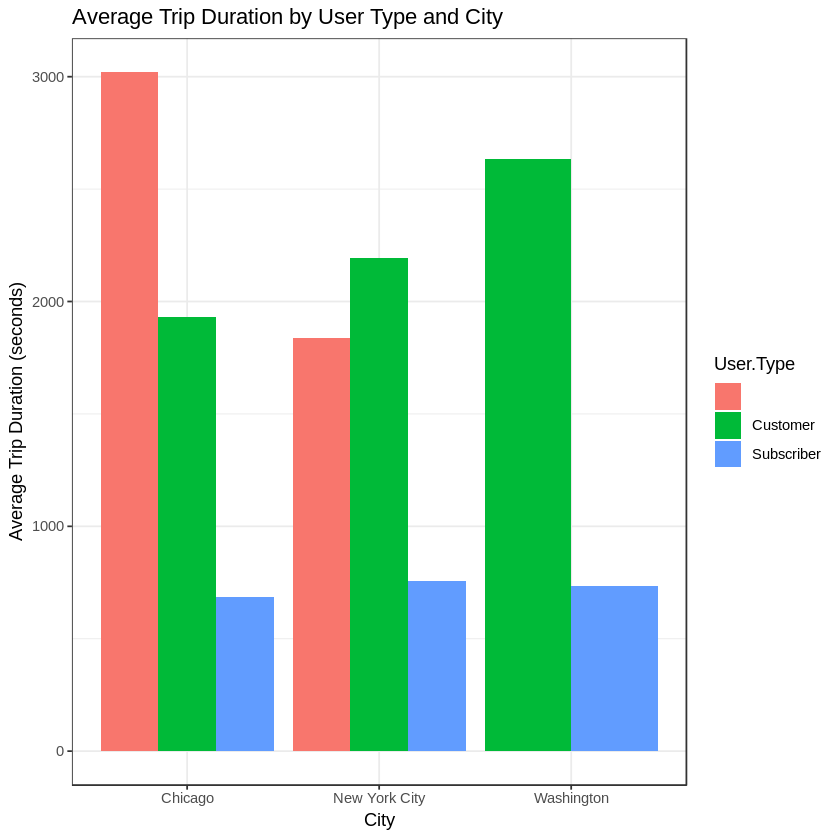 Average Trip Duration by User Type and City
Average Trip Duration (seconds)
3000
2000
1000
0
Chicago
New York City
Washington
City
User.Type
Customer
Subscriber